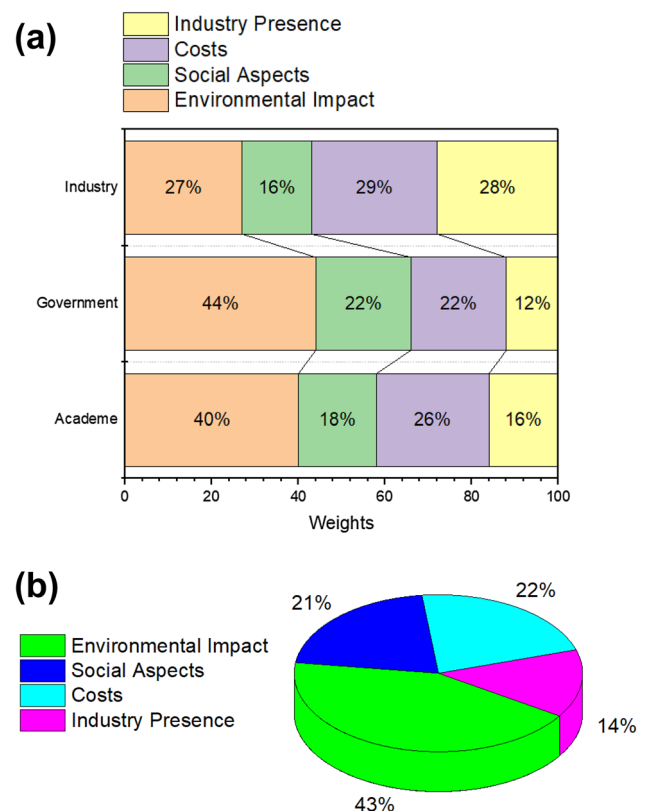 (a)
Industry Presence
Costs
Social Aspects
Environmental Impact
Industry
27% 16% 29% 28%
Government
44% 22% 22% 12%
Academe
40% 18% 26% 16%
0 20 40 60 80 100
Weights
(b)
21% 22%
Environmental Impact
Social Aspects
Costs
Industry Presence
14%
43%